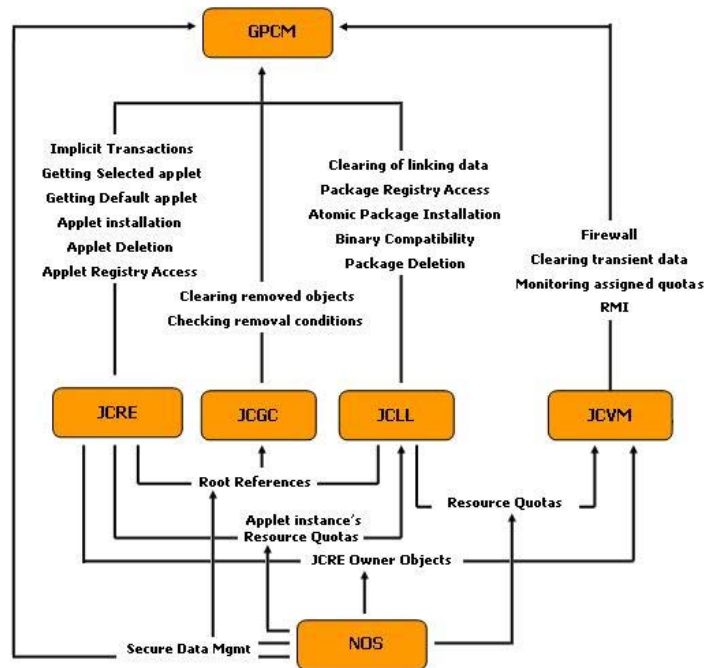 GPCM
Implicit Transactions
Getting Selected applet
Getting Default applet
Applet installation
Applet Deletion
Applet Registry Access
Clearing removed objects
Checking removal conditions
Clearing of linking data
Package Registry Access
Atomic Package Installation
Binary Compatibility
Package Deletion
Firewall
Clearing transient data
Monitoring assigned quotas
RMI
JCRE
JCGC
JCLL
JCVM
Root References
Resource Quotas
Applet instance's
Resource Quotas
JCRE Owner Objects
Secure Data Mgmt
NOS